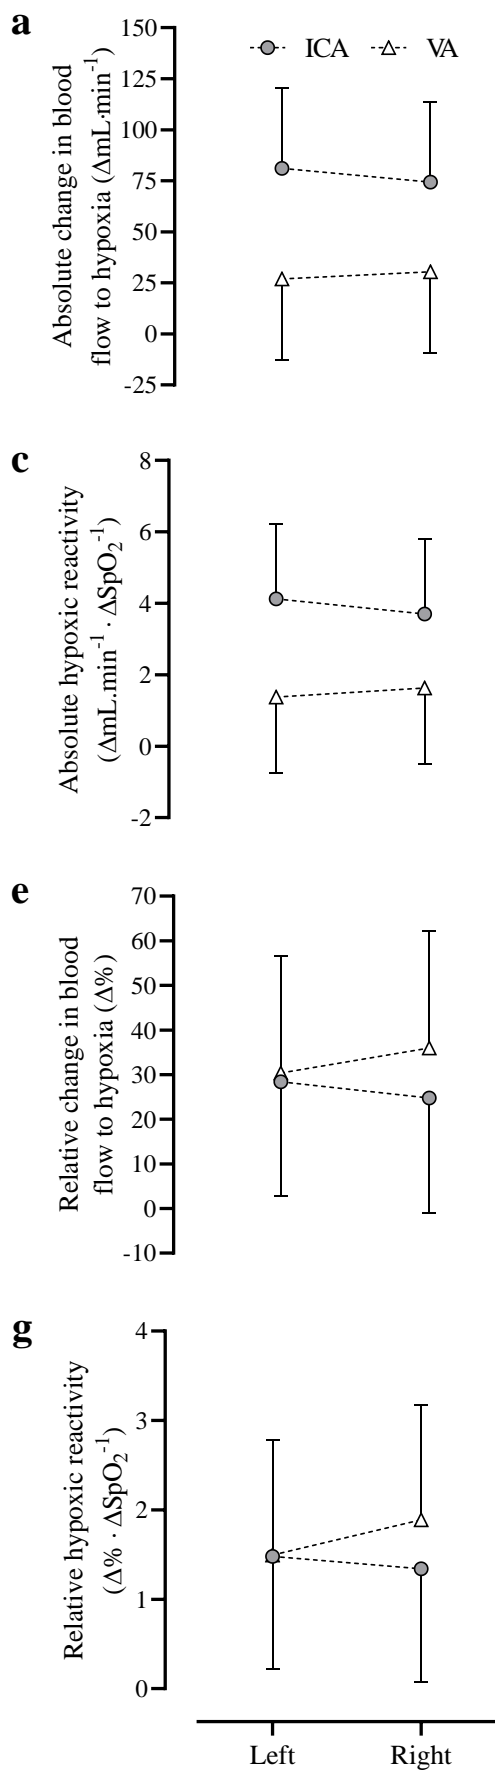 a
ICA VA
Absolute change in blood
flow to hypoxia (ΔmL·min⁻¹)
150
125
100
75
50
25
0
-25
c
Absolute hypoxic reactivity
(ΔmL.min⁻¹ · ΔSpO₂⁻¹)
8
6
4
2
0
-2
e
Relative change in blood
flow to hypoxia (Δ%)
70
60
50
40
30
20
10
0
-10
g
Relative hypoxic reactivity
(Δ% · ΔSpO₂⁻¹)
4
3
2
1
0
Left Right